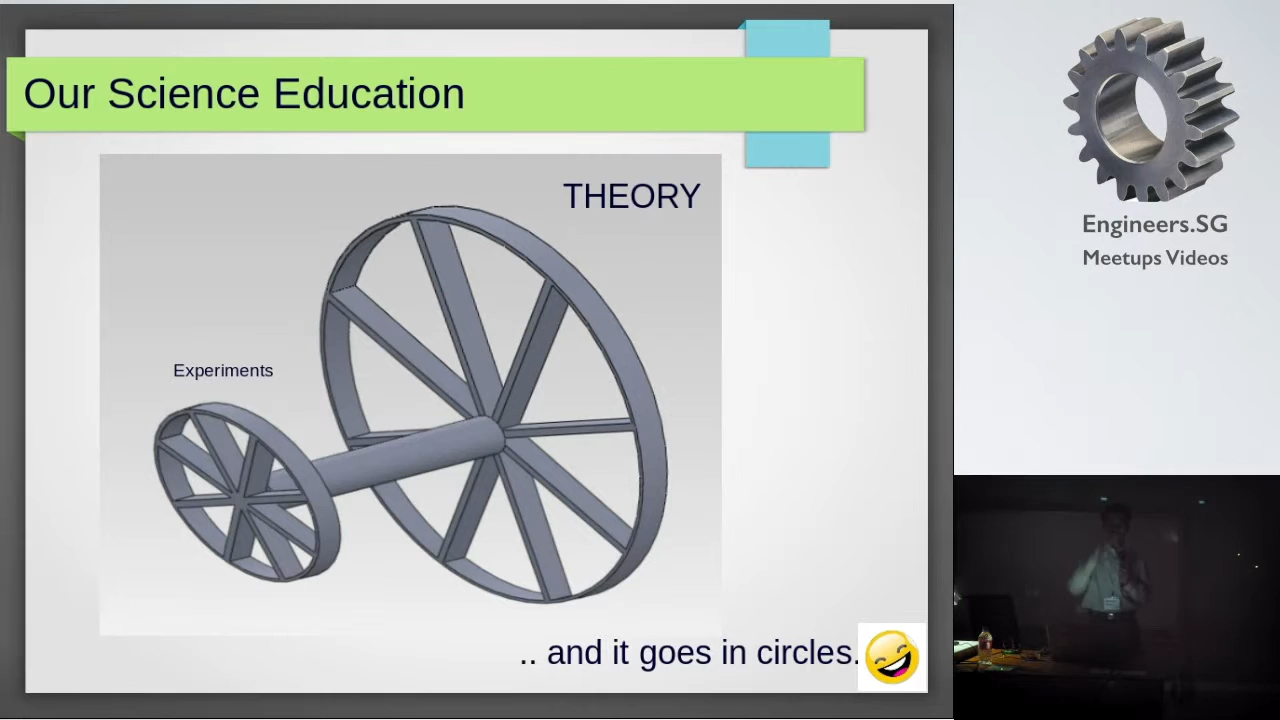 Our Science Education
THEORY
Experiments
.. and it goes in circles.
Engineers.SG
Meetups Videos